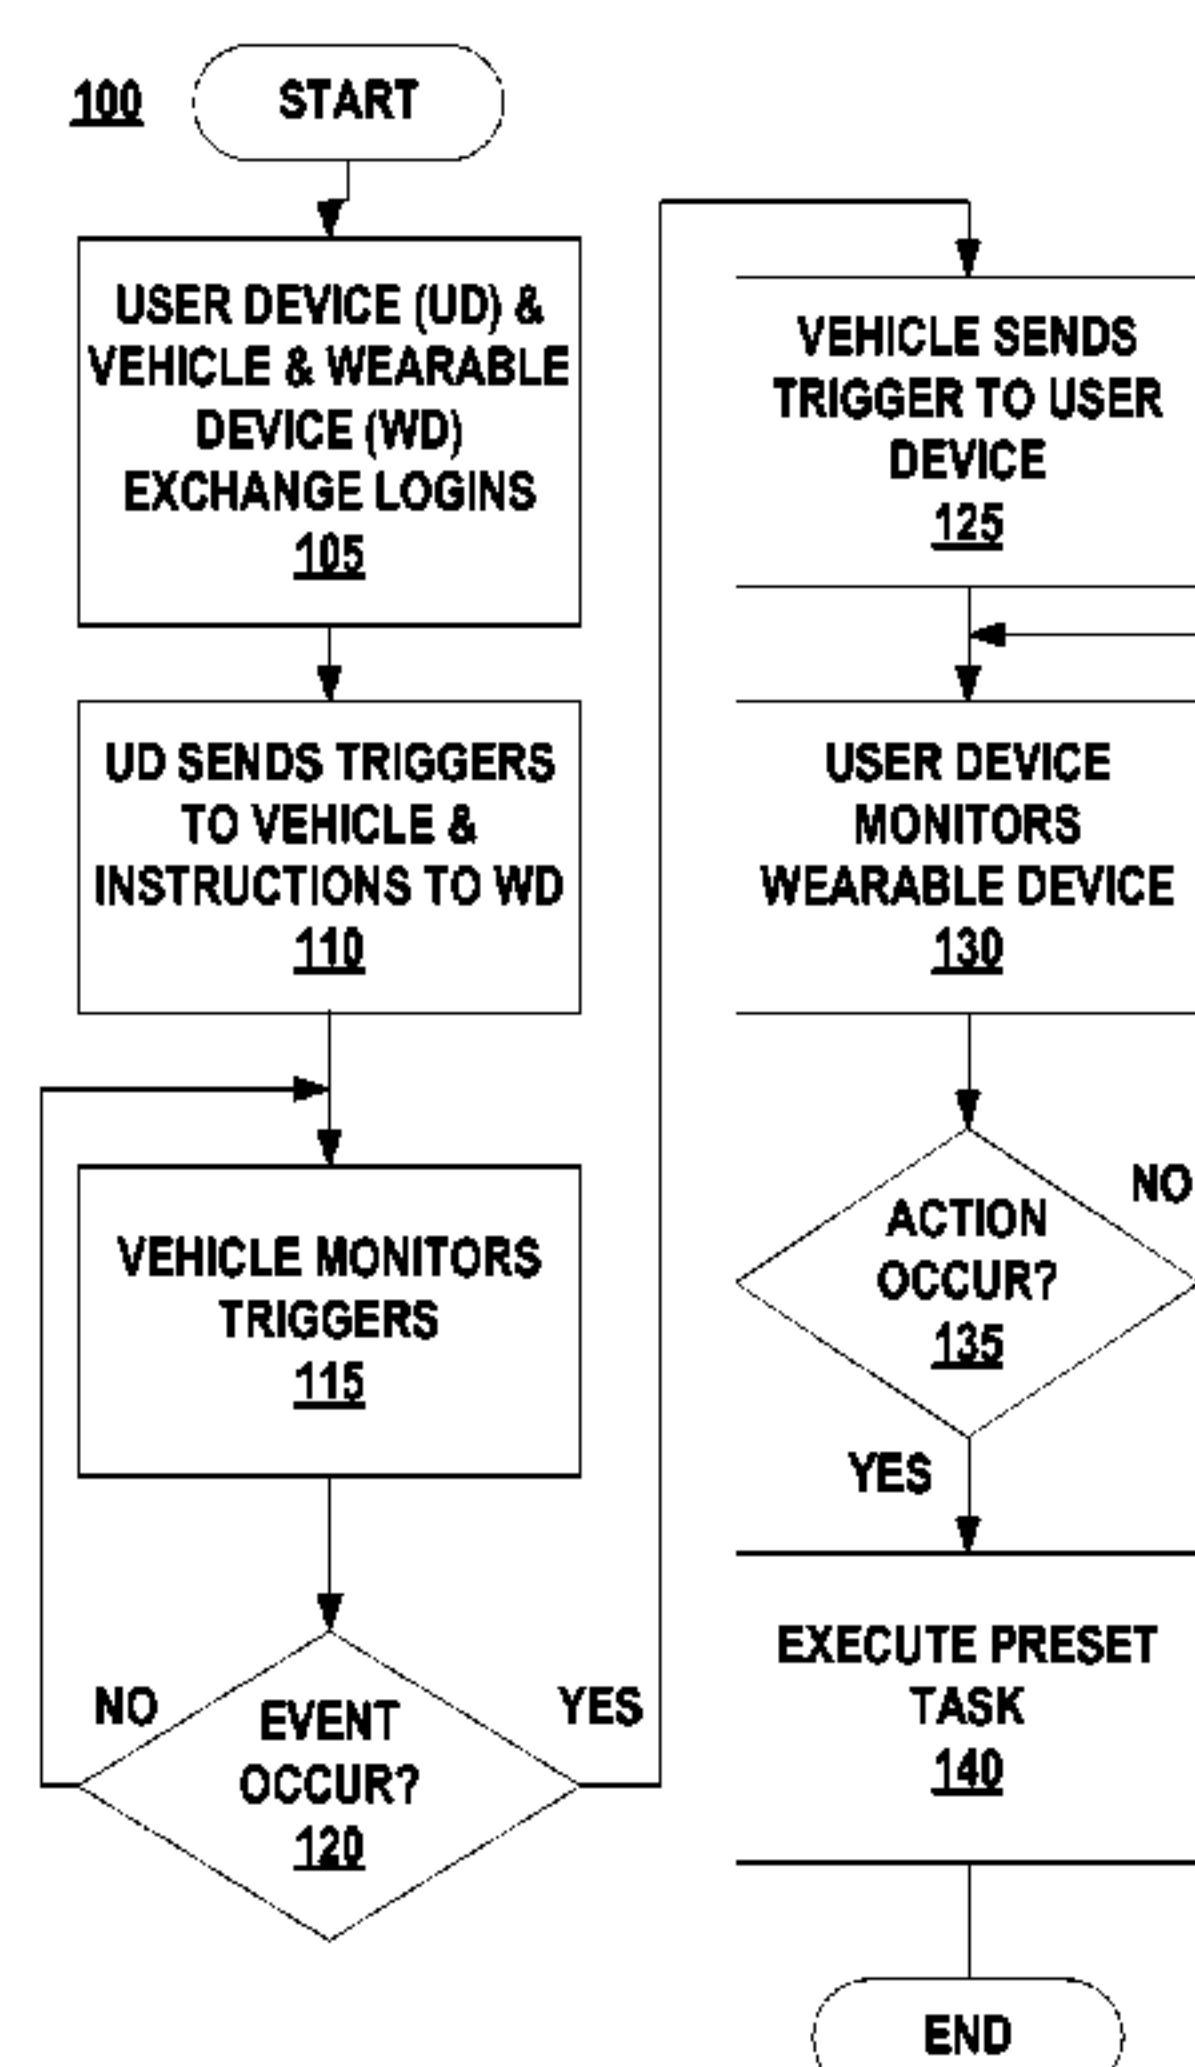 100
START
USER DEVICE (UD) &
VEHICLE & WEARABLE
DEVICE (WD)
EXCHANGE LOGINS
105
UD SENDS TRIGGERS
TO VEHICLE &
INSTRUCTIONS TO WD
110
VEHICLE MONITORS
TRIGGERS
115
NO
EVENT
OCCUR?
120
YES
VEHICLE SENDS
TRIGGER TO USER
DEVICE
125
USER DEVICE
MONITORS
WEARABLE DEVICE
130
NO
ACTION
OCCUR?
135
YES
EXECUTE PRESET
TASK
140
END